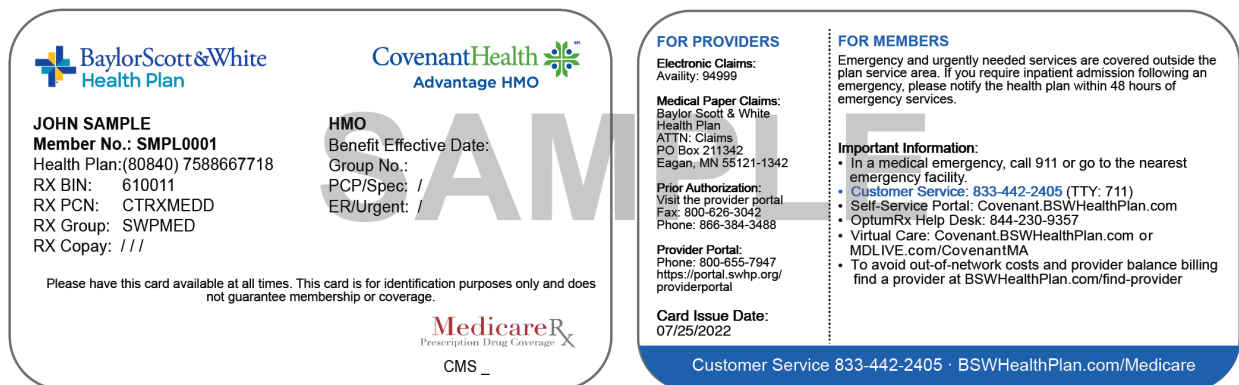 BaylorScott&White
Health Plan
CovenantHealth SM
Advantage HMO
SAMPLE
JOHN SAMPLE
Member No.: SMPL0001
Health Plan:(80840) 7588667718
RX BIN: 610011
RX PCN: CTRXMEDD
RX Group: SWPMED
RX Copay: / / /
HMO
Benefit Effective Date:
Group No.:
PCP/Spec: /
ER/Urgent: /
Please have this card available at all times. This card is for identification purposes only and does
not guarantee membership or coverage.
MedicareRx
Prescription Drug Coverage
CMS _
FOR PROVIDERS
Electronic Claims:
Availity: 94999
Medical Paper Claims:
Baylor Scott & White
Health Plan
ATTN: Claims
PO Box 211342
Eagan, MN 55121-1342
Prior Authorization:
Visit the provider portal
Fax: 800-626-3042
Phone: 866-384-3488
Provider Portal:
Phone: 800-655-7947
https://portal.swhp.org/
providerportal
Card Issue Date:
07/25/2022
FOR MEMBERS
Emergency and urgently needed services are covered outside the
plan service area. If you require inpatient admission following an
emergency, please notify the health plan within 48 hours of
emergency services.
Important Information:
• In a medical emergency, call 911 or go to the nearest
emergency facility.
• Customer Service: 833-442-2405 (TTY: 711)
• Self-Service Portal: Covenant.BSWHealthPlan.com
• OptumRx Help Desk: 844-230-9357
• Virtual Care: Covenant.BSWHealthPlan.com or
MDLIVE.com/CovenantMA
• To avoid out-of-network costs and provider balance billing
find a provider at BSWHealthPlan.com/find-provider
Customer Service 833-442-2405 · BSWHealthPlan.com/Medicare